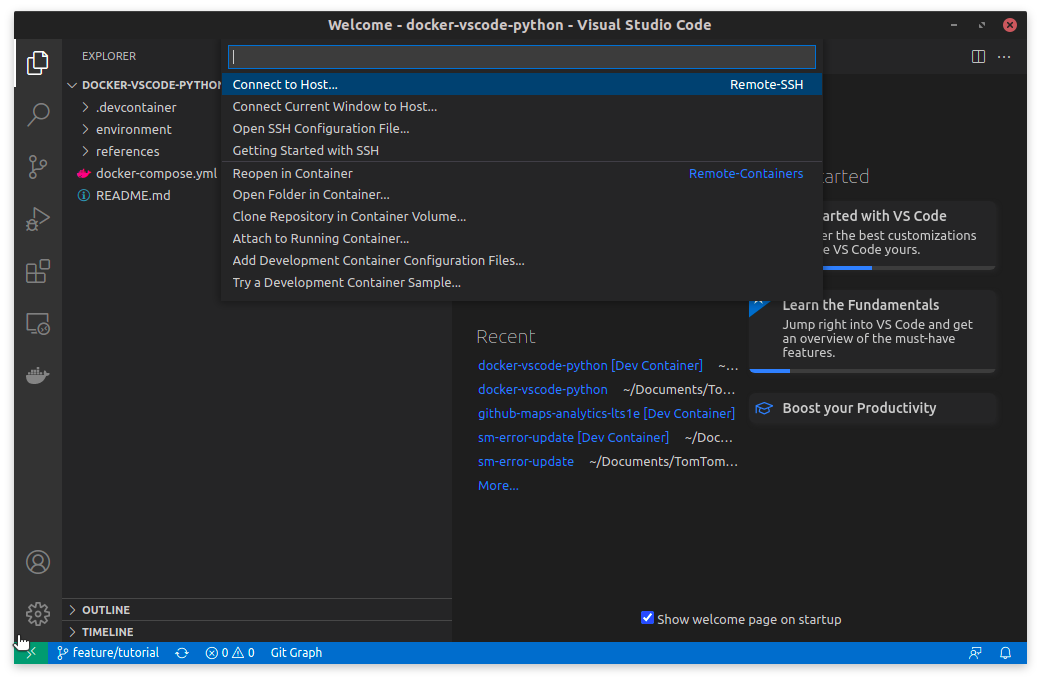 Welcome - docker-vscode-python - Visual Studio Code
EXPLORER
DOCKER-VSCODE-PYTHON
.devcontainer
environment
references
docker-compose.yml
README.md
Connect to Host... Remote-SSH
Connect Current Window to Host...
Open SSH Configuration File...
Getting Started with SSH
Reopen in Container Remote-Containers
Open Folder in Container...
Clone Repository in Container Volume...
Attach to Running Container...
Add Development Container Configuration Files...
Try a Development Container Sample...
arted
arted with VS Code
er the best customizations
e VS Code yours.
Learn the Fundamentals
Jump right into VS Code and get
an overview of the must-have
features.
Boost your Productivity
Recent
docker-vscode-python [Dev Container] ~...
docker-vscode-python ~/Documents/To...
github-maps-analytics-lts1e [Dev Container]
sm-error-update [Dev Container] ~/Doc...
sm-error-update ~/Documents/TomTom...
More...
Show welcome page on startup
OUTLINE
TIMELINE
feature/tutorial 0 0 Git Graph